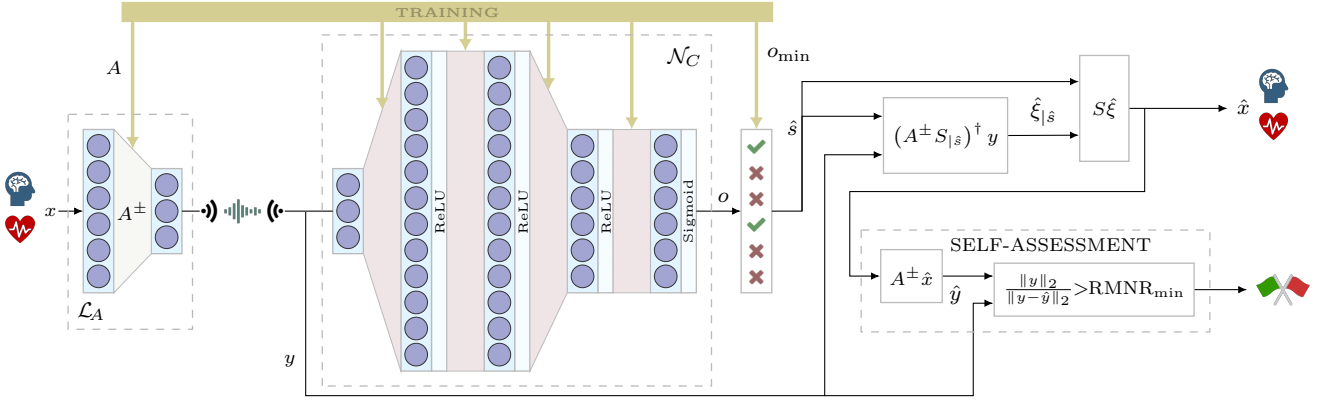 TRAINING
A
𝒩_C
o_min
x
A^±
ℒ_A
ReLU
ReLU
ReLU
Sigmoid
o
ŝ
(A^± S_{|ŝ})^† y
ξ̂_{|ŝ}
Sξ̂
x̂
y
SELF-ASSESSMENT
A^± x̂
ŷ
‖y‖₂ / ‖y−ŷ‖₂ > RMNR_min